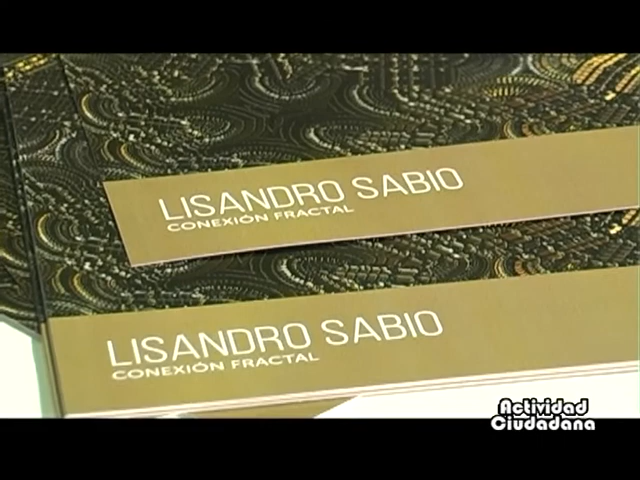 LISANDRO SABIO
CONEXIÓN FRACTAL
LISANDRO SABIO
CONEXIÓN FRACTAL
Actividad
Ciudadana